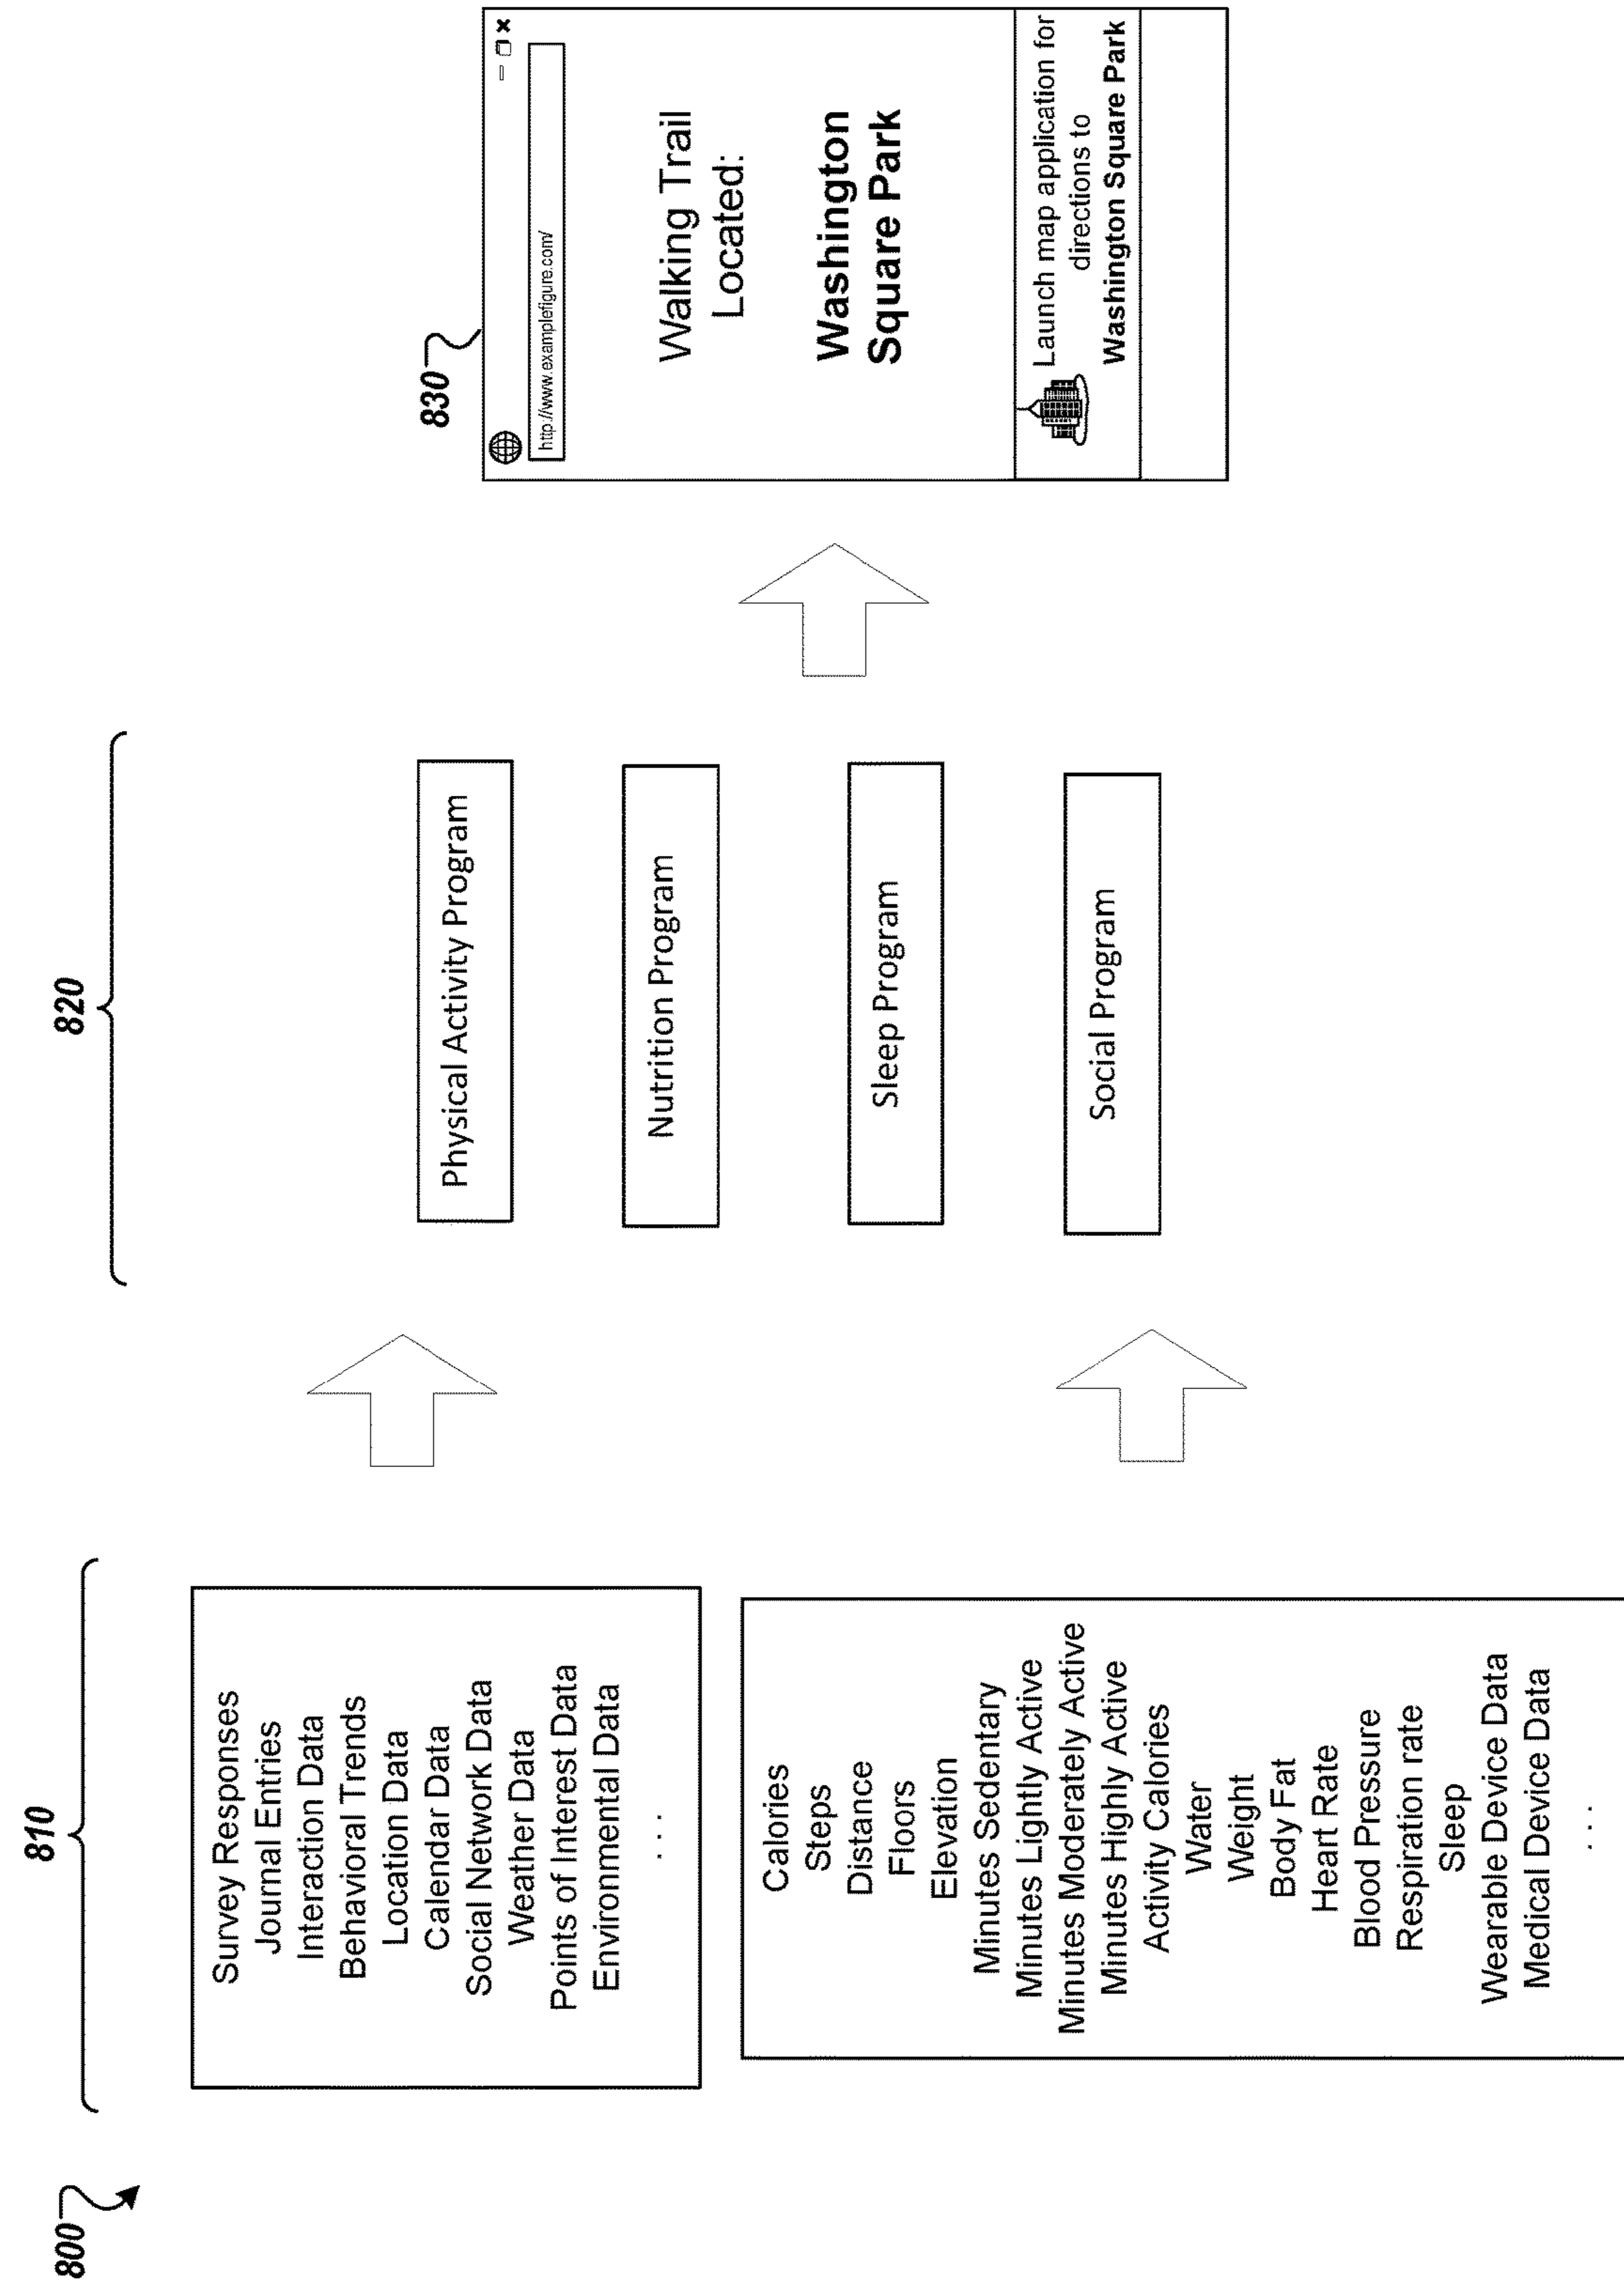 800
810
Survey Responses
Journal Entries
Interaction Data
Behavioral Trends
Location Data
Calendar Data
Social Network Data
Weather Data
Points of Interest Data
Environmental Data
. . .
Calories
Steps
Distance
Floors
Elevation
Minutes Sedentary
Minutes Lightly Active
Minutes Moderately Active
Minutes Highly Active
Activity Calories
Water
Weight
Body Fat
Heart Rate
Blood Pressure
Respiration rate
Sleep
Wearable Device Data
Medical Device Data
. . .
820
Physical Activity Program
Nutrition Program
Sleep Program
Social Program
830
http://www.examplefigure.com/
Walking Trail
Located:
Washington
Square Park
Launch map application for
directions to
Washington Square Park